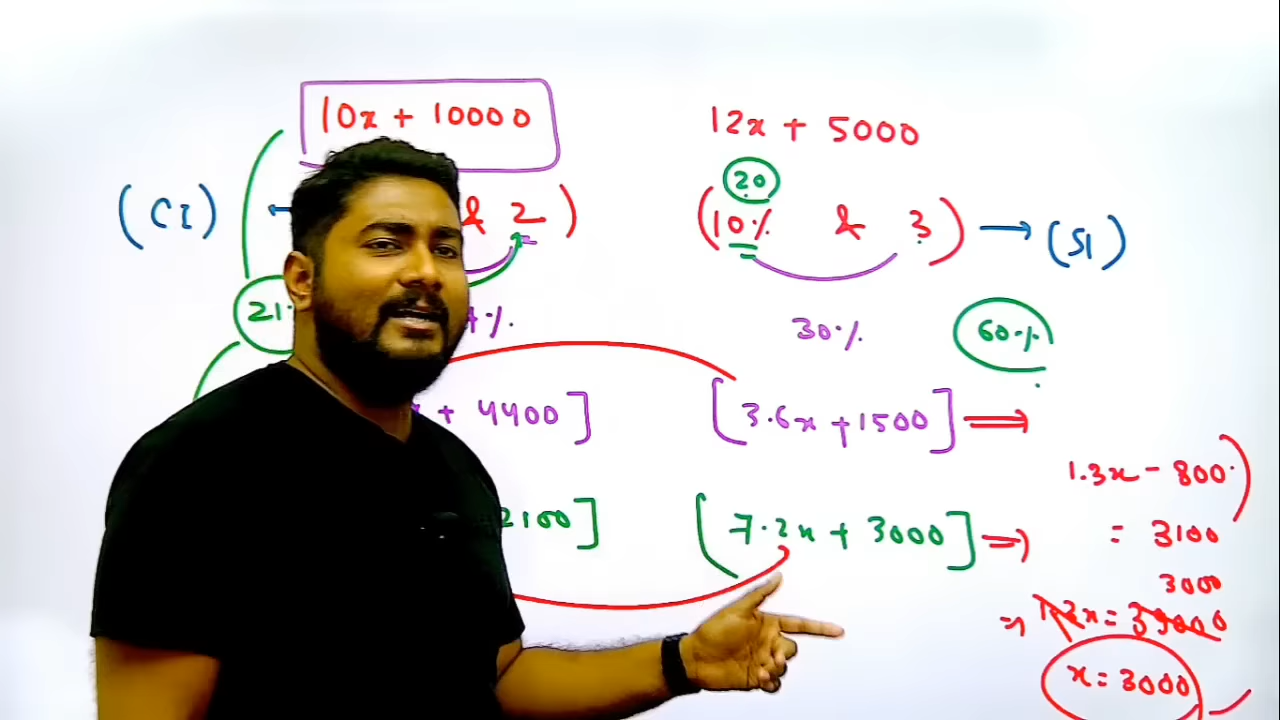 10x + 10000
12x + 5000
20
(CI) ← & 2)
(10% & 3) → (SI)
21
%.
30%
60%
+ 4400]
[3.6x + 1500] ⇒
1.3x - 800
2100]
[7.2x + 3000] ⇒
= 3100
3000
x = 3000